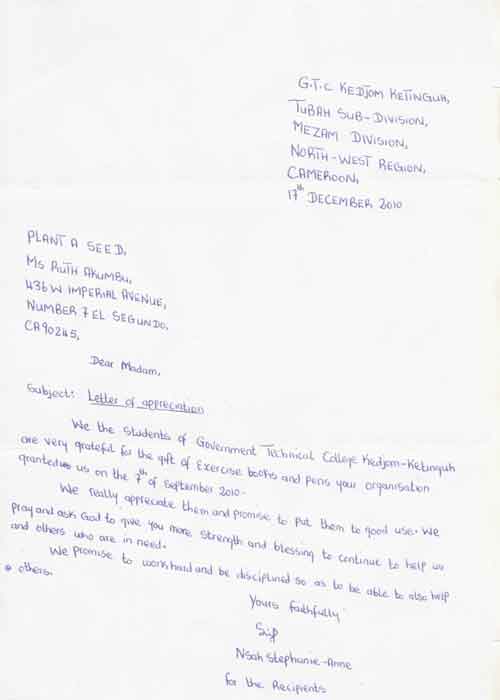 G.T.C KEDJOM KETINGUH,
TUBAH SUB-DIVISION,
MEZAM DIVISION,
NORTH-WEST REGION,
CAMEROON,
17th DECEMBER 2010
PLANT A SEED,
Ms RUTH AKUMBU,
436 W IMPERIAL AVENUE,
NUMBER 7 EL SEGUNDO,
CA 90245,
Dear Madam,
Subject: Letter of appreciation
We the students of Government Technical College Kedjom-Ketinguh
are very grateful for the gift of Exercise books and pens your organisation
granted us on the 7th of September 2010.
We really appreciate them and promise to put them to good use. We
pray and ask God to give you more strength and blessing to continue to help us
and others who are in need.
We promise to work hard and be disciplined so as to be able to also help
others.
Yours faithfully
Nsah Stephanie-Anne
for the Recipients